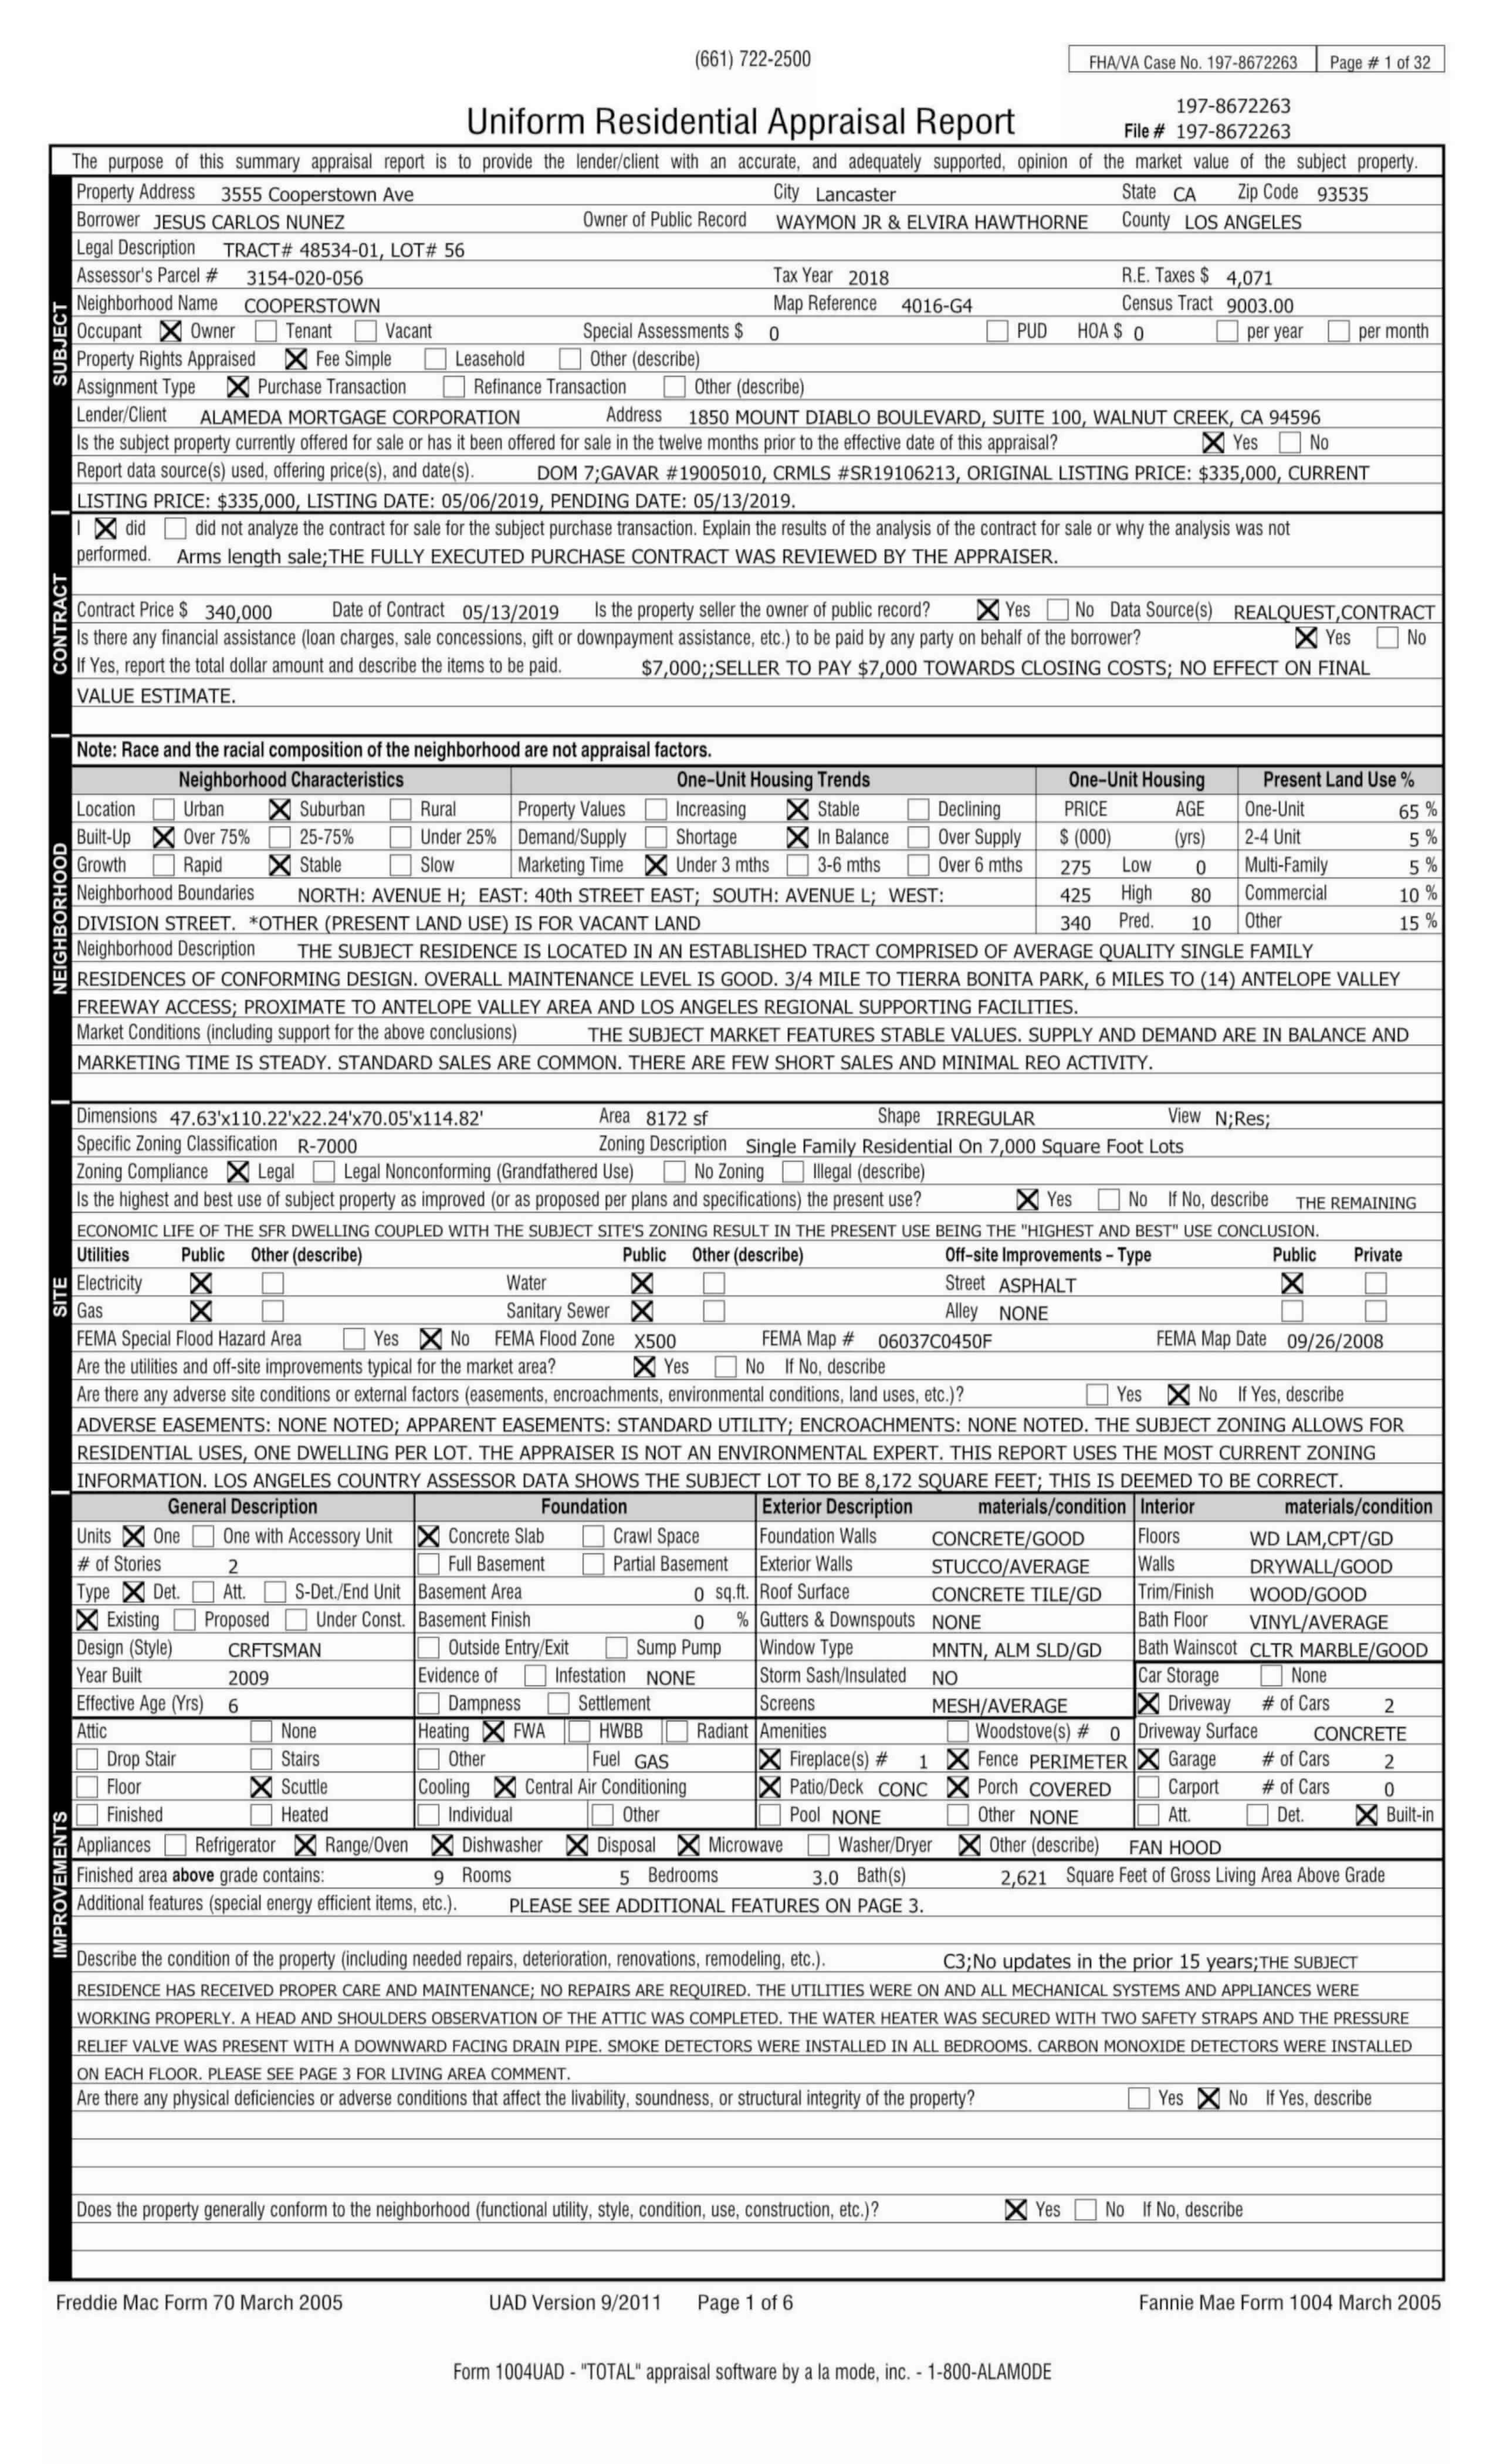 (661) 722-2500
FHA/VA Case No. 197-8672263 Page # 1 of 32
197-8672263
Uniform Residential Appraisal Report File # 197-8672263
The purpose of this summary appraisal report is to provide the lender/client with an accurate, and adequately supported, opinion of the market value of the subject property.
SUBJECT
Property Address 3555 Cooperstown Ave City Lancaster State CA Zip Code 93535
Borrower JESUS CARLOS NUNEZ Owner of Public Record WAYMON JR & ELVIRA HAWTHORNE County LOS ANGELES
Legal Description TRACT# 48534-01, LOT# 56
Assessor's Parcel # 3154-020-056 Tax Year 2018 R.E. Taxes $ 4,071
Neighborhood Name COOPERSTOWN Map Reference 4016-G4 Census Tract 9003.00
Occupant ☒ Owner ☐ Tenant ☐ Vacant Special Assessments $ 0 ☐ PUD HOA $ 0 ☐ per year ☐ per month
Property Rights Appraised ☒ Fee Simple ☐ Leasehold ☐ Other (describe)
Assignment Type ☒ Purchase Transaction ☐ Refinance Transaction ☐ Other (describe)
Lender/Client ALAMEDA MORTGAGE CORPORATION Address 1850 MOUNT DIABLO BOULEVARD, SUITE 100, WALNUT CREEK, CA 94596
Is the subject property currently offered for sale or has it been offered for sale in the twelve months prior to the effective date of this appraisal? ☒ Yes ☐ No
Report data source(s) used, offering price(s), and date(s). DOM 7;GAVAR #19005010, CRMLS #SR19106213, ORIGINAL LISTING PRICE: $335,000, CURRENT
LISTING PRICE: $335,000, LISTING DATE: 05/06/2019, PENDING DATE: 05/13/2019.
CONTRACT
I ☒ did ☐ did not analyze the contract for sale for the subject purchase transaction. Explain the results of the analysis of the contract for sale or why the analysis was not
performed. Arms length sale;THE FULLY EXECUTED PURCHASE CONTRACT WAS REVIEWED BY THE APPRAISER.
Contract Price $ 340,000 Date of Contract 05/13/2019 Is the property seller the owner of public record? ☒ Yes ☐ No Data Source(s) REALQUEST,CONTRACT
Is there any financial assistance (loan charges, sale concessions, gift or downpayment assistance, etc.) to be paid by any party on behalf of the borrower? ☒ Yes ☐ No
If Yes, report the total dollar amount and describe the items to be paid. $7,000;;SELLER TO PAY $7,000 TOWARDS CLOSING COSTS; NO EFFECT ON FINAL
VALUE ESTIMATE.
NEIGHBORHOOD
Note: Race and the racial composition of the neighborhood are not appraisal factors.
Neighborhood Characteristics One-Unit Housing Trends One-Unit Housing Present Land Use %
Location ☐ Urban ☒ Suburban ☐ Rural Property Values ☐ Increasing ☒ Stable ☐ Declining PRICE AGE One-Unit 65 %
Built-Up ☒ Over 75% ☐ 25-75% ☐ Under 25% Demand/Supply ☐ Shortage ☒ In Balance ☐ Over Supply $ (000) (yrs) 2-4 Unit 5 %
Growth ☐ Rapid ☒ Stable ☐ Slow Marketing Time ☒ Under 3 mths ☐ 3-6 mths ☐ Over 6 mths 275 Low 0 Multi-Family 5 %
Neighborhood Boundaries NORTH: AVENUE H; EAST: 40th STREET EAST; SOUTH: AVENUE L; WEST: 425 High 80 Commercial 10 %
DIVISION STREET. *OTHER (PRESENT LAND USE) IS FOR VACANT LAND 340 Pred. 10 Other 15 %
Neighborhood Description THE SUBJECT RESIDENCE IS LOCATED IN AN ESTABLISHED TRACT COMPRISED OF AVERAGE QUALITY SINGLE FAMILY
RESIDENCES OF CONFORMING DESIGN. OVERALL MAINTENANCE LEVEL IS GOOD. 3/4 MILE TO TIERRA BONITA PARK, 6 MILES TO (14) ANTELOPE VALLEY
FREEWAY ACCESS; PROXIMATE TO ANTELOPE VALLEY AREA AND LOS ANGELES REGIONAL SUPPORTING FACILITIES.
Market Conditions (including support for the above conclusions) THE SUBJECT MARKET FEATURES STABLE VALUES. SUPPLY AND DEMAND ARE IN BALANCE AND
MARKETING TIME IS STEADY. STANDARD SALES ARE COMMON. THERE ARE FEW SHORT SALES AND MINIMAL REO ACTIVITY.
SITE
Dimensions 47.63'x110.22'x22.24'x70.05'x114.82' Area 8172 sf Shape IRREGULAR View N;Res;
Specific Zoning Classification R-7000 Zoning Description Single Family Residential On 7,000 Square Foot Lots
Zoning Compliance ☒ Legal ☐ Legal Nonconforming (Grandfathered Use) ☐ No Zoning ☐ Illegal (describe)
Is the highest and best use of subject property as improved (or as proposed per plans and specifications) the present use? ☒ Yes ☐ No If No, describe THE REMAINING
ECONOMIC LIFE OF THE SFR DWELLING COUPLED WITH THE SUBJECT SITE'S ZONING RESULT IN THE PRESENT USE BEING THE "HIGHEST AND BEST" USE CONCLUSION.
Utilities Public Other (describe) Public Other (describe) Off-site Improvements - Type Public Private
Electricity ☒ ☐ Water ☒ ☐ Street ASPHALT ☒ ☐
Gas ☒ ☐ Sanitary Sewer ☒ ☐ Alley NONE ☐ ☐
FEMA Special Flood Hazard Area ☐ Yes ☒ No FEMA Flood Zone X500 FEMA Map # 06037C0450F FEMA Map Date 09/26/2008
Are the utilities and off-site improvements typical for the market area? ☒ Yes ☐ No If No, describe
Are there any adverse site conditions or external factors (easements, encroachments, environmental conditions, land uses, etc.)? ☐ Yes ☒ No If Yes, describe
ADVERSE EASEMENTS: NONE NOTED; APPARENT EASEMENTS: STANDARD UTILITY; ENCROACHMENTS: NONE NOTED. THE SUBJECT ZONING ALLOWS FOR
RESIDENTIAL USES, ONE DWELLING PER LOT. THE APPRAISER IS NOT AN ENVIRONMENTAL EXPERT. THIS REPORT USES THE MOST CURRENT ZONING
INFORMATION. LOS ANGELES COUNTRY ASSESSOR DATA SHOWS THE SUBJECT LOT TO BE 8,172 SQUARE FEET; THIS IS DEEMED TO BE CORRECT.
IMPROVEMENTS
General Description Foundation Exterior Description materials/condition Interior materials/condition
Units ☒ One ☐ One with Accessory Unit ☒ Concrete Slab ☐ Crawl Space Foundation Walls CONCRETE/GOOD Floors WD LAM,CPT/GD
# of Stories 2 ☐ Full Basement ☐ Partial Basement Exterior Walls STUCCO/AVERAGE Walls DRYWALL/GOOD
Type ☒ Det. ☐ Att. ☐ S-Det./End Unit Basement Area 0 sq.ft. Roof Surface CONCRETE TILE/GD Trim/Finish WOOD/GOOD
☒ Existing ☐ Proposed ☐ Under Const. Basement Finish 0 % Gutters & Downspouts NONE Bath Floor VINYL/AVERAGE
Design (Style) CRFTSMAN ☐ Outside Entry/Exit ☐ Sump Pump Window Type MNTN, ALM SLD/GD Bath Wainscot CLTR MARBLE/GOOD
Year Built 2009 Evidence of ☐ Infestation NONE Storm Sash/Insulated NO Car Storage ☐ None
Effective Age (Yrs) 6 ☐ Dampness ☐ Settlement Screens MESH/AVERAGE ☒ Driveway # of Cars 2
Attic ☐ None Heating ☒ FWA ☐ HWBB ☐ Radiant Amenities ☐ Woodstove(s) # 0 Driveway Surface CONCRETE
☐ Drop Stair ☐ Stairs ☐ Other Fuel GAS ☒ Fireplace(s) # 1 ☒ Fence PERIMETER ☒ Garage # of Cars 2
☐ Floor ☒ Scuttle Cooling ☒ Central Air Conditioning ☒ Patio/Deck CONC ☒ Porch COVERED ☐ Carport # of Cars 0
☐ Finished ☐ Heated ☐ Individual ☐ Other ☐ Pool NONE ☐ Other NONE ☐ Att. ☐ Det. ☒ Built-in
Appliances ☐ Refrigerator ☒ Range/Oven ☒ Dishwasher ☒ Disposal ☒ Microwave ☐ Washer/Dryer ☒ Other (describe) FAN HOOD
Finished area above grade contains: 9 Rooms 5 Bedrooms 3.0 Bath(s) 2,621 Square Feet of Gross Living Area Above Grade
Additional features (special energy efficient items, etc.). PLEASE SEE ADDITIONAL FEATURES ON PAGE 3.
Describe the condition of the property (including needed repairs, deterioration, renovations, remodeling, etc.). C3;No updates in the prior 15 years;THE SUBJECT
RESIDENCE HAS RECEIVED PROPER CARE AND MAINTENANCE; NO REPAIRS ARE REQUIRED. THE UTILITIES WERE ON AND ALL MECHANICAL SYSTEMS AND APPLIANCES WERE
WORKING PROPERLY. A HEAD AND SHOULDERS OBSERVATION OF THE ATTIC WAS COMPLETED. THE WATER HEATER WAS SECURED WITH TWO SAFETY STRAPS AND THE PRESSURE
RELIEF VALVE WAS PRESENT WITH A DOWNWARD FACING DRAIN PIPE. SMOKE DETECTORS WERE INSTALLED IN ALL BEDROOMS. CARBON MONOXIDE DETECTORS WERE INSTALLED
ON EACH FLOOR. PLEASE SEE PAGE 3 FOR LIVING AREA COMMENT.
Are there any physical deficiencies or adverse conditions that affect the livability, soundness, or structural integrity of the property? ☐ Yes ☒ No If Yes, describe
Does the property generally conform to the neighborhood (functional utility, style, condition, use, construction, etc.)? ☒ Yes ☐ No If No, describe
Freddie Mac Form 70 March 2005 UAD Version 9/2011 Page 1 of 6 Fannie Mae Form 1004 March 2005
Form 1004UAD - "TOTAL" appraisal software by a la mode, inc. - 1-800-ALAMODE